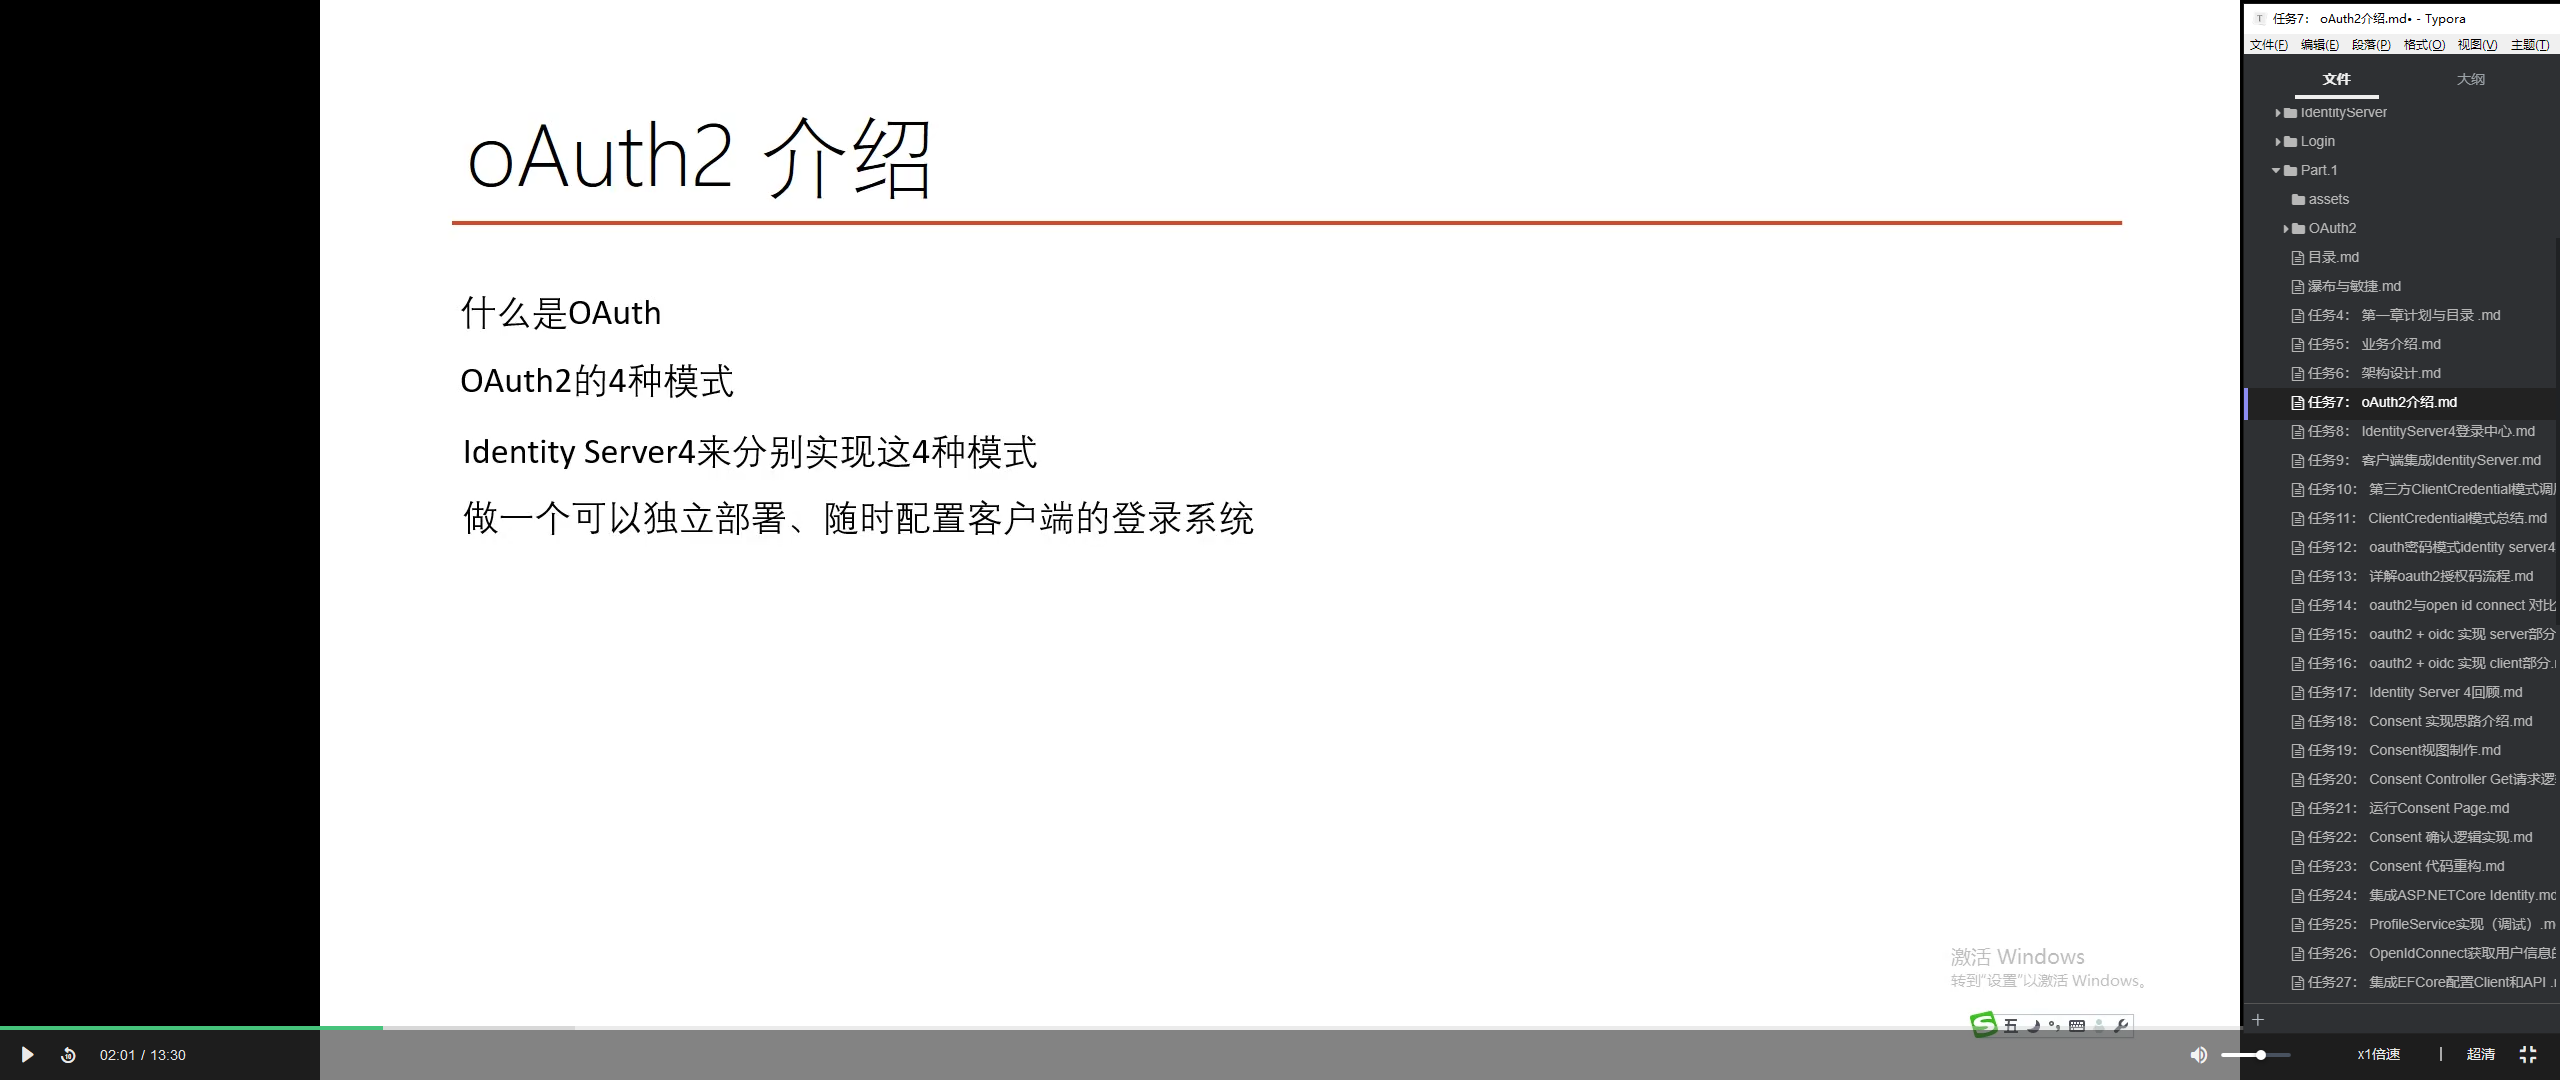 oAuth2 介绍
什么是OAuth
OAuth2的4种模式
Identity Server4来分别实现这4种模式
做一个可以独立部署、随时配置客户端的登录系统
激活 Windows
转到“设置”以激活 Windows。
五
02:01 / 13:30
x1倍速 | 超清
任务7： oAuth2介绍.md• - Typora
文件(F) 编辑(E) 段落(P) 格式(O) 视图(V) 主题(T)
文件 大纲
IdentityServer
Login
Part.1
assets
OAuth2
目录.md
瀑布与敏捷.md
任务4： 第一章计划与目录 .md
任务5： 业务介绍.md
任务6： 架构设计.md
任务7： oAuth2介绍.md
任务8： IdentityServer4登录中心.md
任务9： 客户端集成IdentityServer.md
任务10： 第三方ClientCredential模式调
任务11： ClientCredential模式总结.md
任务12： oauth密码模式identity server4
任务13： 详解oauth2授权码流程.md
任务14： oauth2与open id connect 对比
任务15： oauth2 + oidc 实现 server部分
任务16： oauth2 + oidc 实现 client部分.
任务17： Identity Server 4回顾.md
任务18： Consent 实现思路介绍.md
任务19： Consent视图制作.md
任务20： Consent Controller Get请求逻
任务21： 运行Consent Page.md
任务22： Consent 确认逻辑实现.md
任务23： Consent 代码重构.md
任务24： 集成ASP.NETCore Identity.md
任务25： ProfileService实现（调试）.m
任务26： OpenIdConnect获取用户信息
任务27： 集成EFCore配置Client和API .